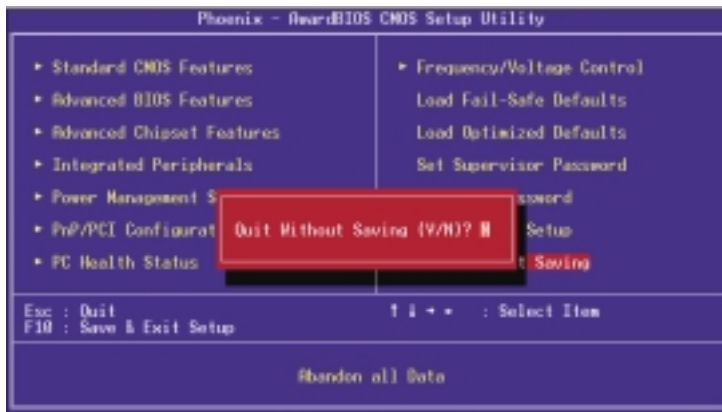 Phoenix - AwardBIOS CMOS Setup Utility
▸ Standard CMOS Features
▸ Advanced BIOS Features
▸ Advanced Chipset Features
▸ Integrated Peripherals
▸ Power Management S
▸ PnP/PCI Configurat
▸ PC Health Status
▸ Frequency/Voltage Control
Load Fail-Safe Defaults
Load Optimized Defaults
Set Supervisor Password
ssword
Setup
t Saving
Quit Without Saving (Y/N)? N
Esc : Quit
F10 : Save & Exit Setup
↑ ↓ → ← : Select Item
Abandon all Data